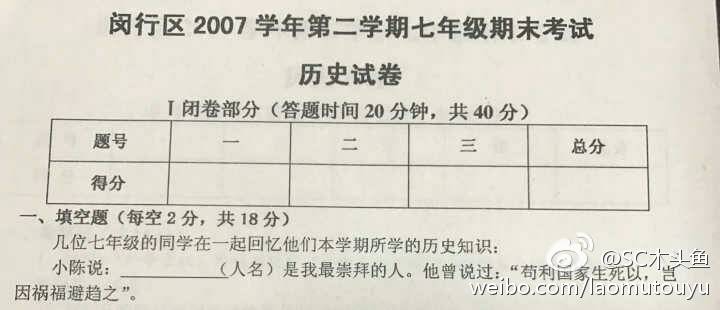 闵行区 2007 学年第二学期七年级期末考试
历史试卷
I 闭卷部分（答题时间 20 分钟，共 40 分）
题号 一 二 三 总分
得分
一、填空题（每空 2 分，共 18 分）
几位七年级的同学在一起回忆他们本学期所学的历史知识：
小陈说：__________（人名）是我最崇拜的人。他曾说过：“苟利国家生死以，岂
因祸福避趋之”。
@SC木头鱼
weibo.com/laomutouyu